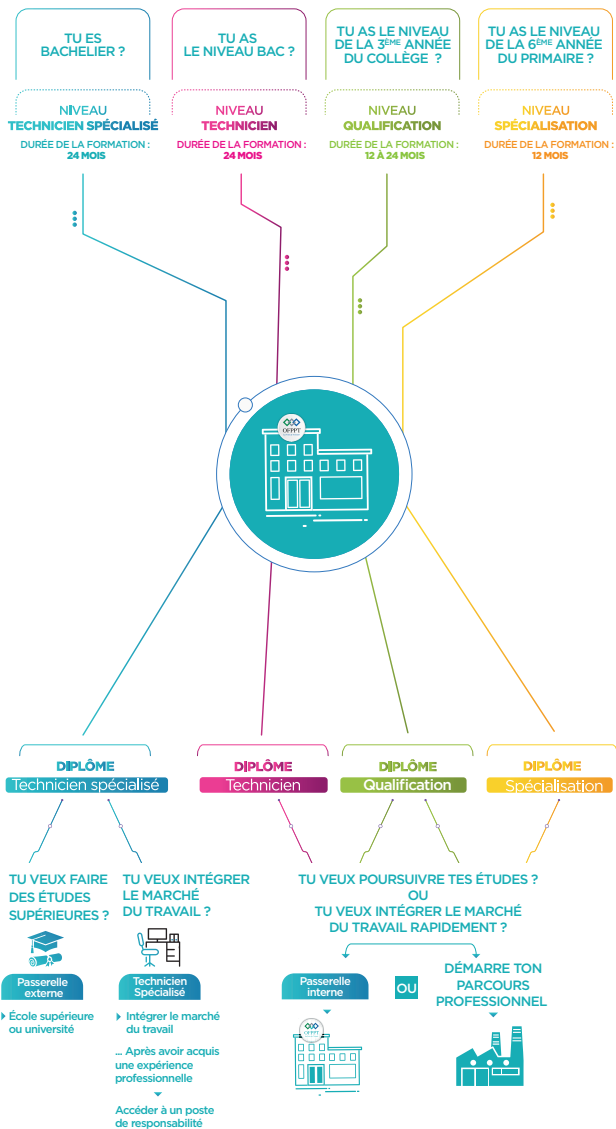 TU ES
BACHELIER ?
TU AS
LE NIVEAU BAC ?
TU AS LE NIVEAU
DE LA 3ÈME ANNÉE
DU COLLÈGE ?
TU AS LE NIVEAU
DE LA 6ÈME ANNÉE
DU PRIMAIRE ?
NIVEAU
TECHNICIEN SPÉCIALISÉ
DURÉE DE LA FORMATION :
24 MOIS
NIVEAU
TECHNICIEN
DURÉE DE LA FORMATION :
24 MOIS
NIVEAU
QUALIFICATION
DURÉE DE LA FORMATION :
12 À 24 MOIS
NIVEAU
SPÉCIALISATION
DURÉE DE LA FORMATION :
12 MOIS
OFPPT
DIPLÔME
Technicien spécialisé
DIPLÔME
Technicien
DIPLÔME
Qualification
DIPLÔME
Spécialisation
TU VEUX FAIRE
DES ÉTUDES
SUPÉRIEURES ?
Passerelle
externe
École supérieure
ou université
TU VEUX INTÉGRER
LE MARCHÉ
DU TRAVAIL ?
Technicien
Spécialisé
Intégrer le marché
du travail
... Après avoir acquis
une expérience
professionnelle
Accéder à un poste
de responsabilité
TU VEUX POURSUIVRE TES ÉTUDES ?
OU
TU VEUX INTÉGRER LE MARCHÉ
DU TRAVAIL RAPIDEMENT ?
Passerelle
interne
OFPPT
OU
DÉMARRE TON
PARCOURS
PROFESSIONNEL